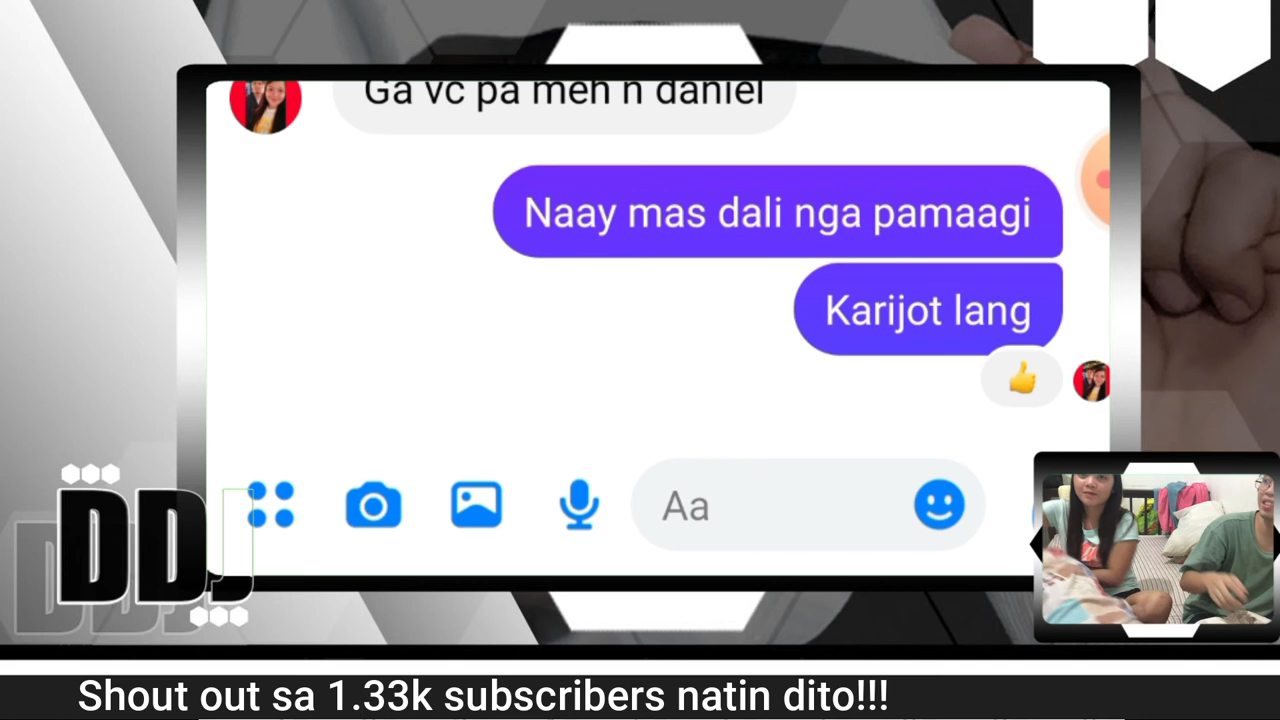 Ga vc pa meh n daniel
Naay mas dali nga pamaagi
Karijot lang
Aa
DDJ
Shout out sa 1.33k subscribers natin dito!!!